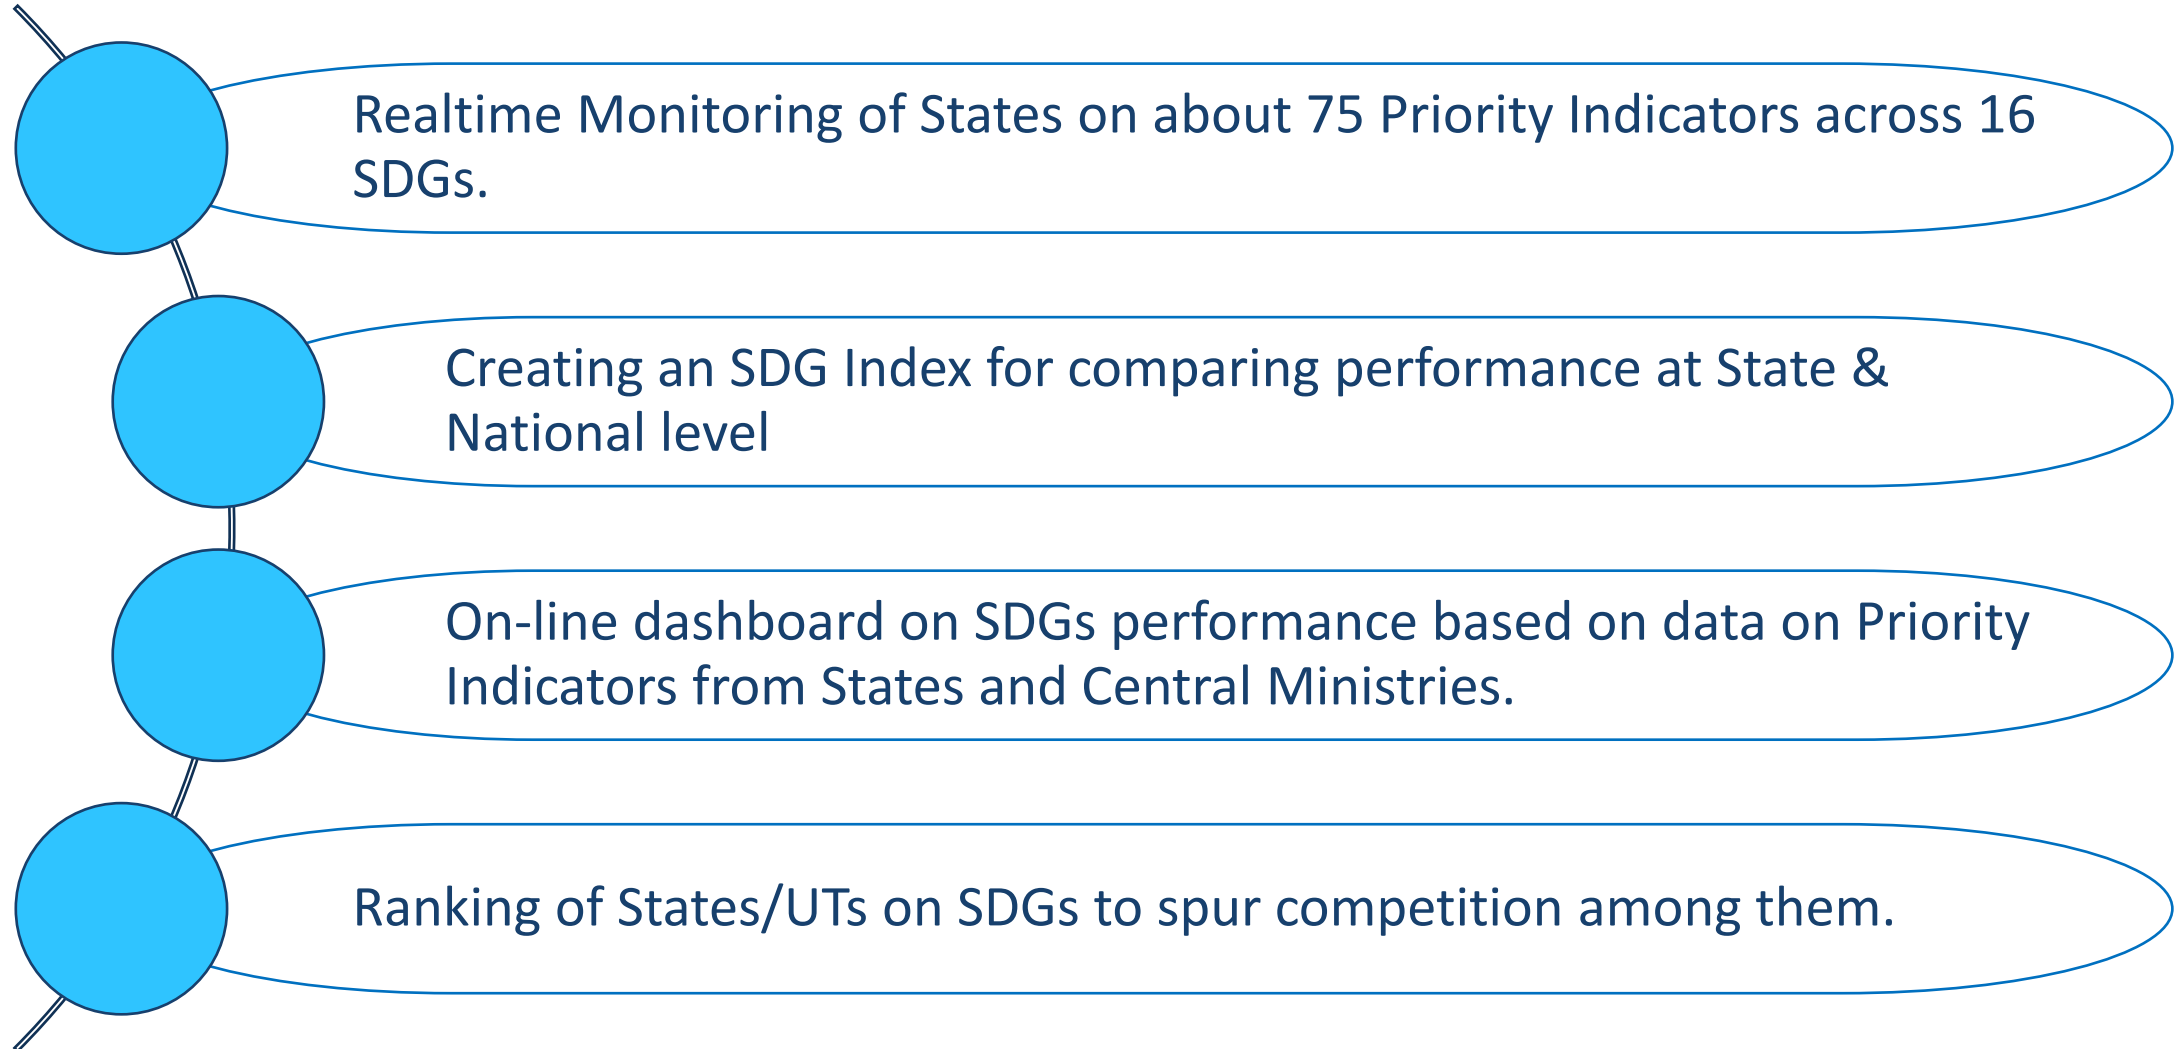 Realtime Monitoring of States on about 75 Priority Indicators across 16
SDGs.
Creating an SDG Index for comparing performance at State &
National level
On-line dashboard on SDGs performance based on data on Priority
Indicators from States and Central Ministries.
Ranking of States/UTs on SDGs to spur competition among them.